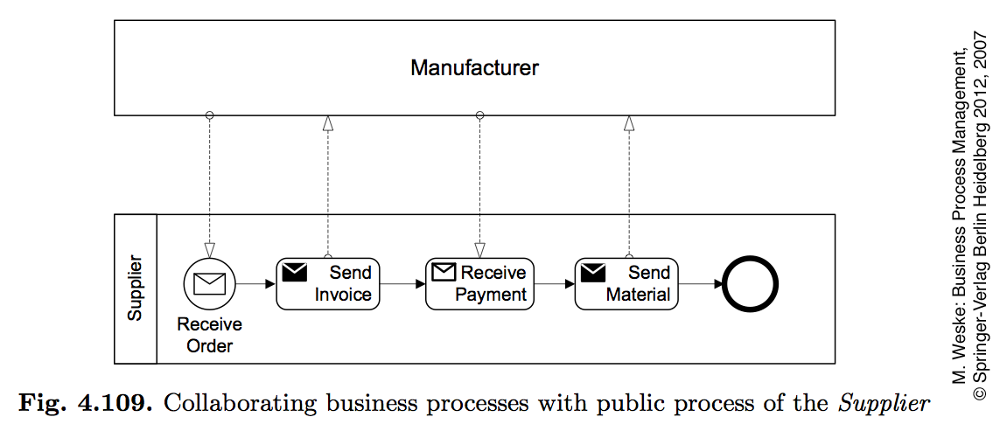 Manufacturer
Supplier
Receive
Order
Send
Invoice
Receive
Payment
Send
Material
Fig. 4.109. Collaborating business processes with public process of the Supplier
M. Weske: Business Process Management,
© Springer-Verlag Berlin Heidelberg 2012, 2007